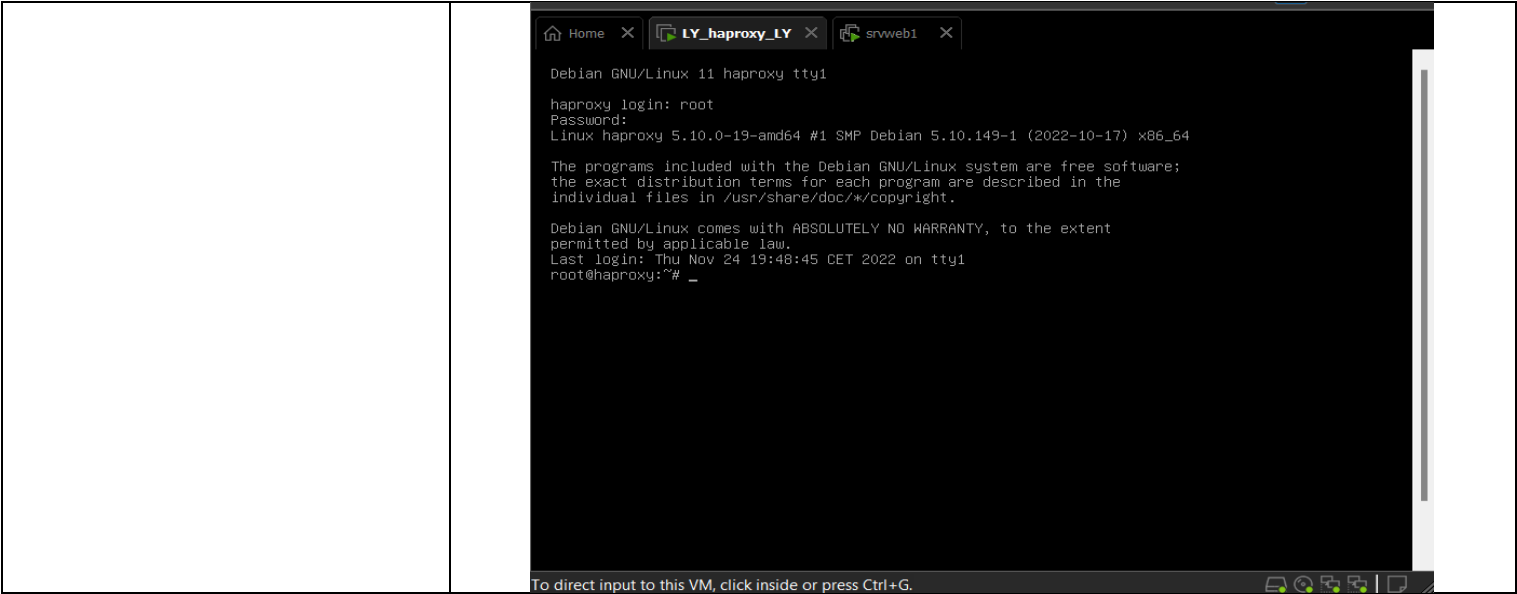 Home LY_haproxy_LY srvweb1
Debian GNU/Linux 11 haproxy tty1
haproxy login: root
Password:
Linux haproxy 5.10.0-19-amd64 #1 SMP Debian 5.10.149-1 (2022-10-17) x86_64
The programs included with the Debian GNU/Linux system are free software;
the exact distribution terms for each program are described in the
individual files in /usr/share/doc/*/copyright.
Debian GNU/Linux comes with ABSOLUTELY NO WARRANTY, to the extent
permitted by applicable law.
Last login: Thu Nov 24 19:48:45 CET 2022 on tty1
root@haproxy:~# _
To direct input to this VM, click inside or press Ctrl+G.